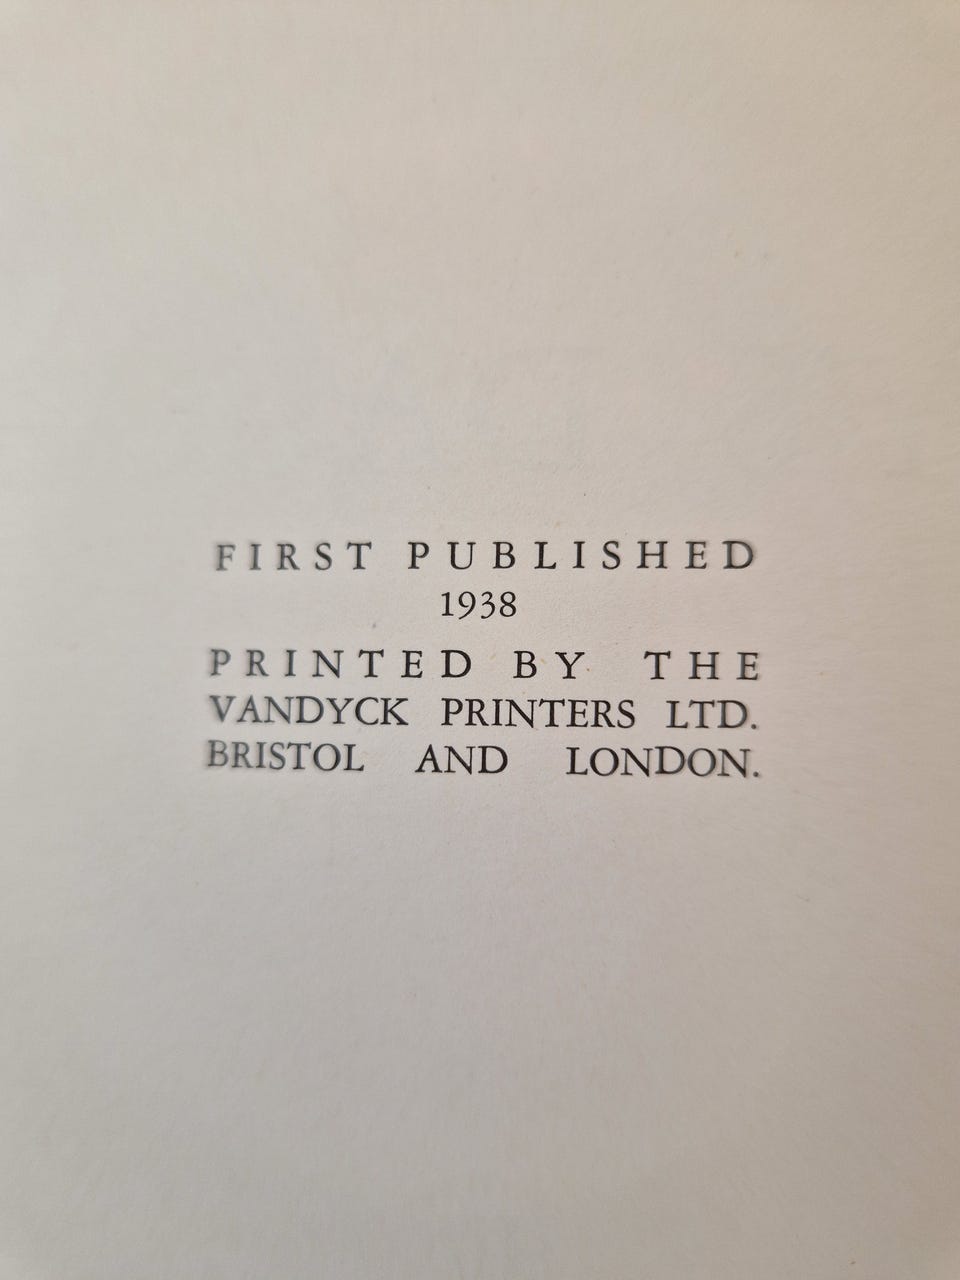 FIRST PUBLISHED
1938
PRINTED BY THE
VANDYCK PRINTERS LTD.
BRISTOL AND LONDON.